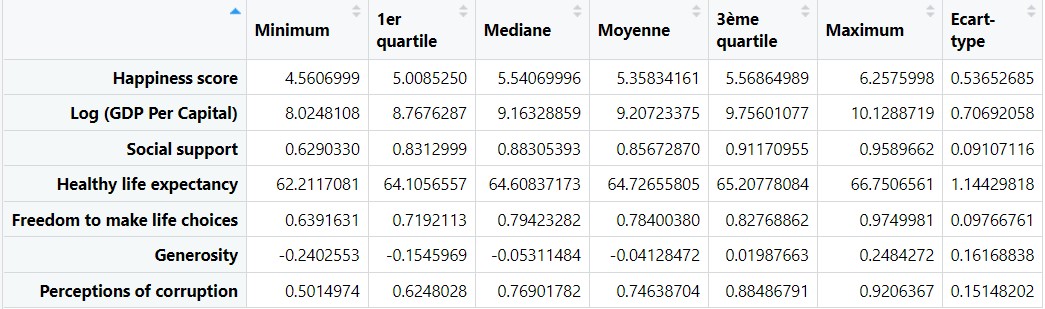 Minimum 1er quartile Mediane Moyenne 3ème quartile Maximum Ecart-type
Happiness score 4.5606999 5.0085250 5.54069996 5.35834161 5.56864989 6.2575998 0.53652685
Log (GDP Per Capital) 8.0248108 8.7676287 9.16328859 9.20723375 9.75601077 10.1288719 0.70692058
Social support 0.6290330 0.8312999 0.88305393 0.85672870 0.91170955 0.9589662 0.09107116
Healthy life expectancy 62.2117081 64.1056557 64.60837173 64.72655805 65.20778084 66.7506561 1.14429818
Freedom to make life choices 0.6391631 0.7192113 0.79423282 0.78400380 0.82768862 0.9749981 0.09766761
Generosity -0.2402553 -0.1545969 -0.05311484 -0.04128472 0.01987663 0.2484272 0.16168838
Perceptions of corruption 0.5014974 0.6248028 0.76901782 0.74638704 0.88486791 0.9206367 0.15148202